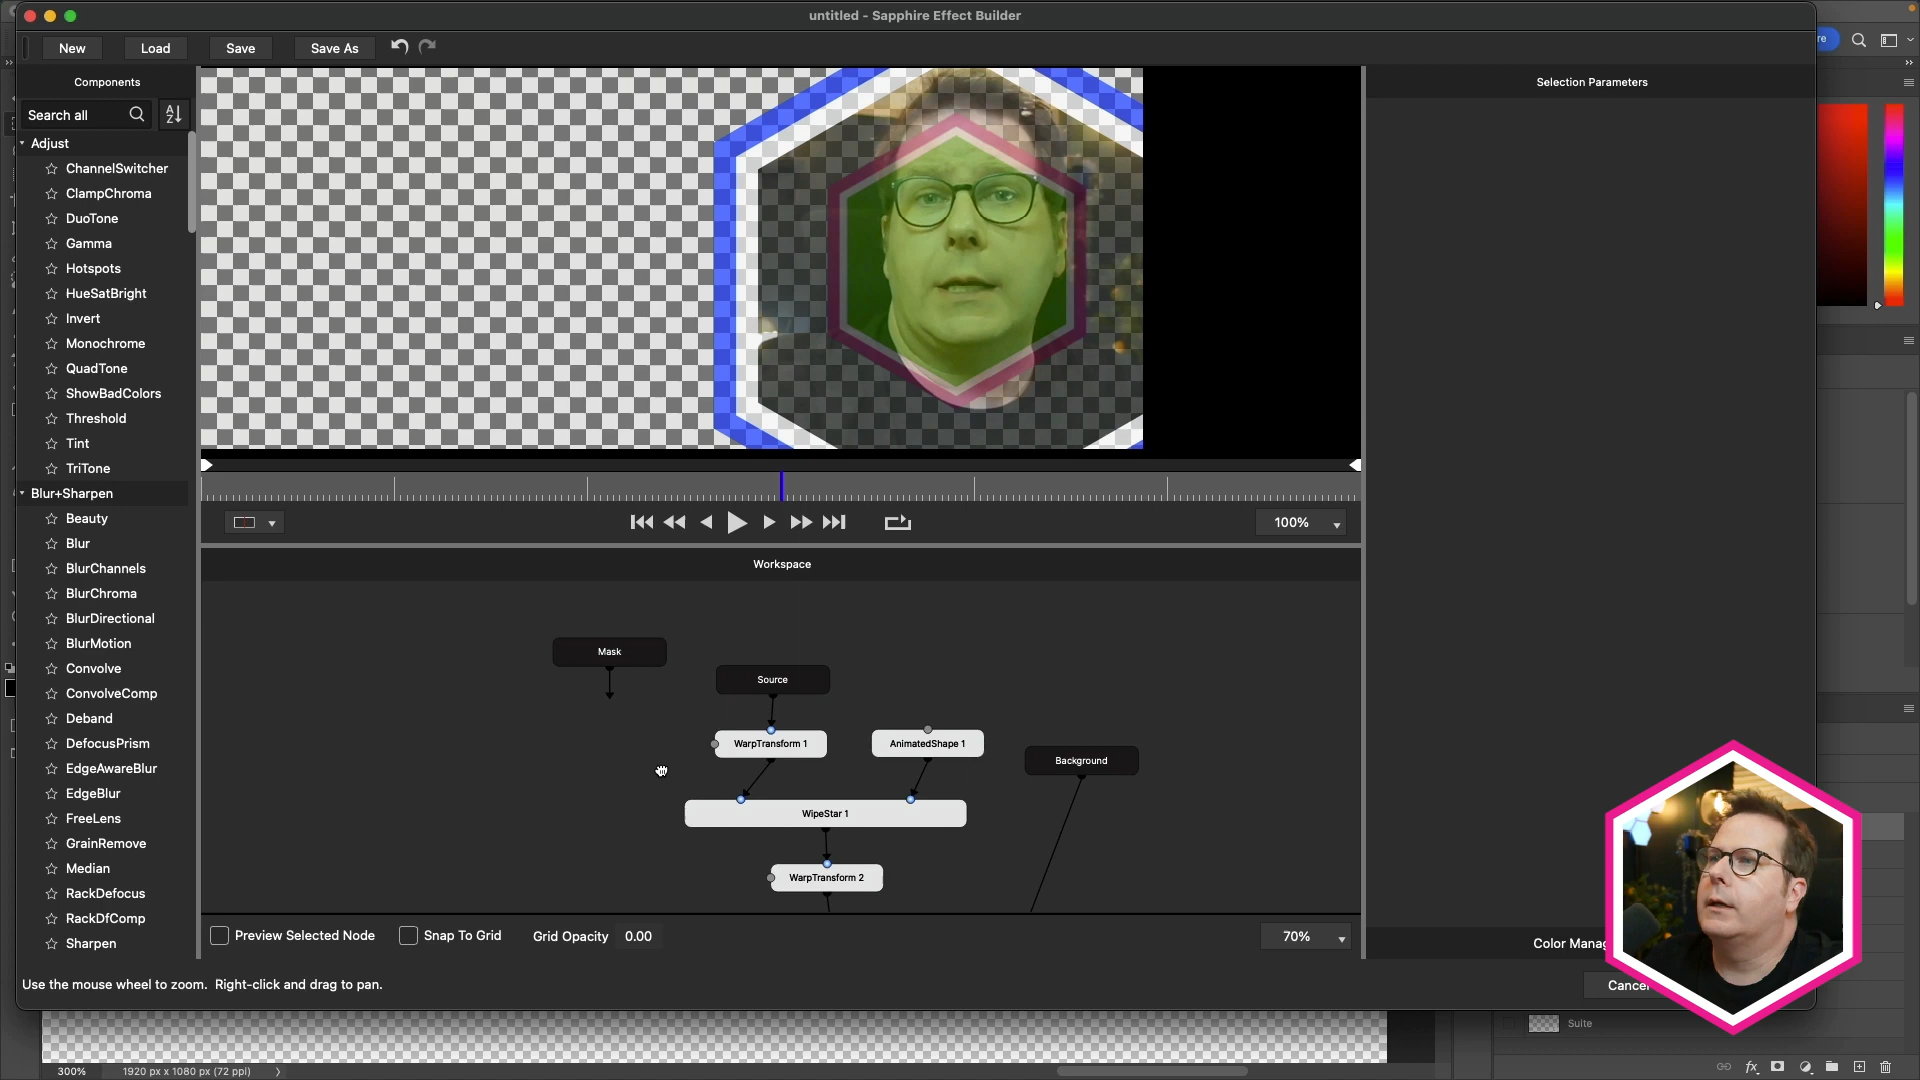 untitled - Sapphire Effect Builder
New
Load
Save
Save As
Components
Search all
A
Z
Adjust
ChannelSwitcher
ClampChroma
DuoTone
Gamma
Hotspots
HueSatBright
Invert
Monochrome
QuadTone
ShowBadColors
Threshold
Tint
TriTone
Blur+Sharpen
Beauty
Blur
BlurChannels
BlurChroma
BlurDirectional
BlurMotion
Convolve
ConvolveComp
Deband
DefocusPrism
EdgeAwareBlur
EdgeBlur
FreeLens
GrainRemove
Median
RackDefocus
RackDfComp
Sharpen
100%
Workspace
Mask
Source
WarpTransform 1
AnimatedShape 1
Background
WipeStar 1
WarpTransform 2
Preview Selected Node
Snap To Grid
Grid Opacity
0.00
70%
Selection Parameters
Color Manag
Cancel
Use the mouse wheel to zoom. Right-click and drag to pan.
Suite
300%
1920 px x 1080 px (72 ppi)
fx